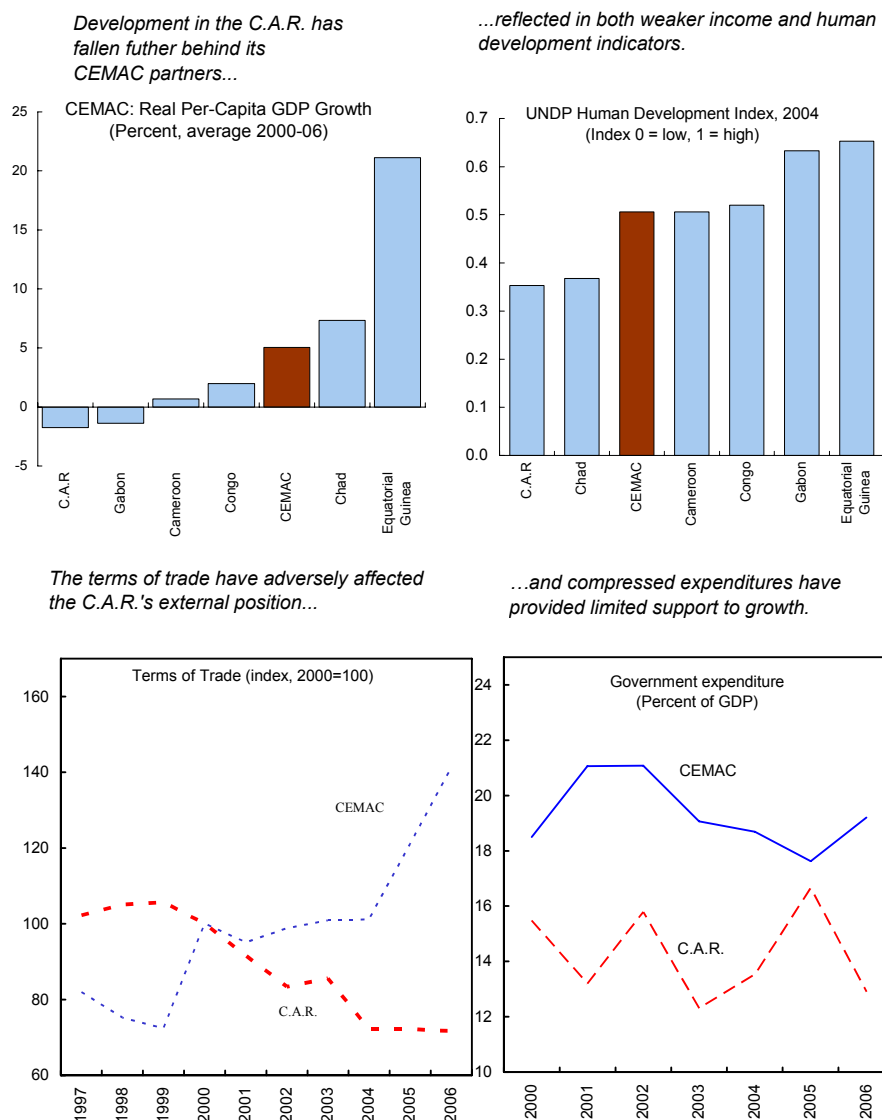 Development in the C.A.R. has
fallen futher behind its
CEMAC partners...
CEMAC: Real Per-Capita GDP Growth
(Percent, average 2000-06)
25
20
15
10
5
0
-5
C.A.R
Gabon
Cameroon
Congo
CEMAC
Chad
Equatorial
Guinea
...reflected in both weaker income and human
development indicators.
UNDP Human Development Index, 2004
(Index 0 = low, 1 = high)
0.7
0.6
0.5
0.4
0.3
0.2
0.1
0.0
C.A.R
Chad
CEMAC
Cameroon
Congo
Gabon
Equatorial
Guinea
The terms of trade have adversely affected
the C.A.R.'s external position...
Terms of Trade (index, 2000=100)
160
140
120
100
80
60
CEMAC
C.A.R.
1997
1998
1999
2000
2001
2002
2003
2004
2005
2006
...and compressed expenditures have
provided limited support to growth.
Government expenditure
(Percent of GDP)
24
22
20
18
16
14
12
10
CEMAC
C.A.R.
2000
2001
2002
2003
2004
2005
2006